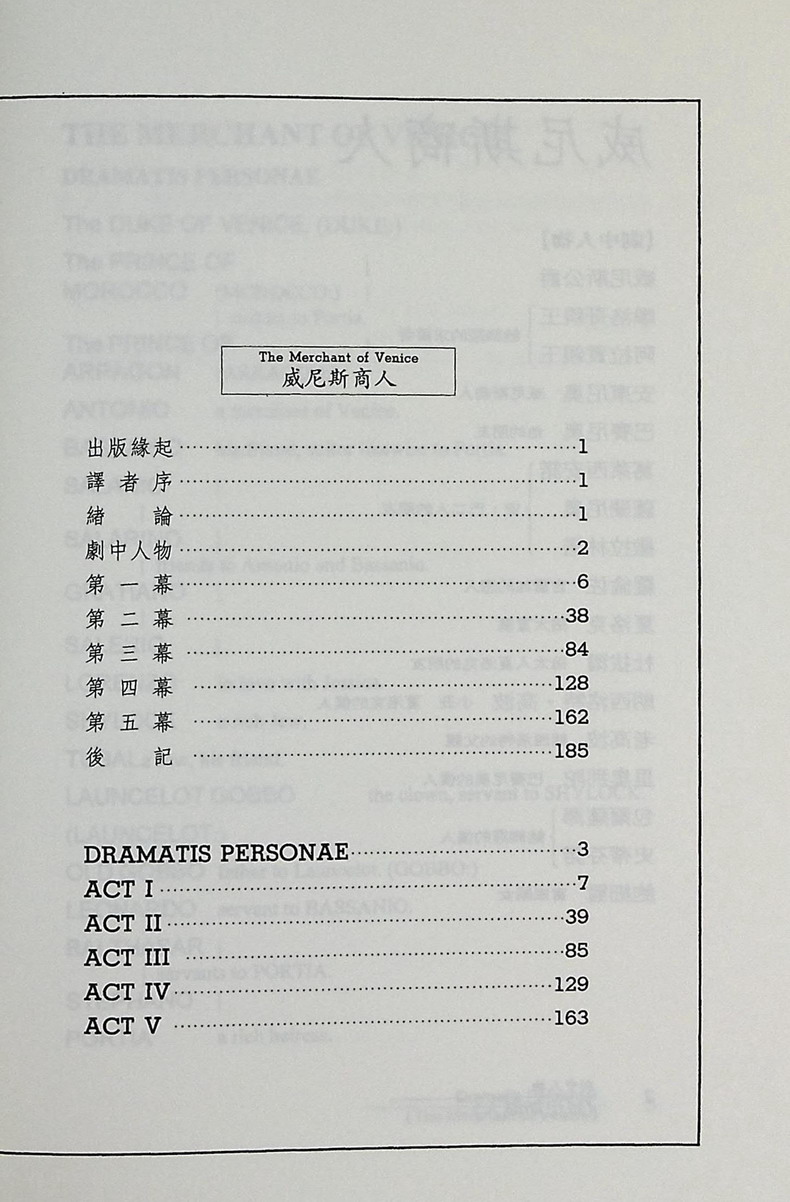 The Merchant of Venice
威尼斯商人
出版緣起 1
譯者序 1
緒論 1
劇中人物 2
第一幕 6
第二幕 38
第三幕 84
第四幕 128
第五幕 162
後記 185
DRAMATIS PERSONAE 3
ACT I 7
ACT II 39
ACT III 85
ACT IV 129
ACT V 163